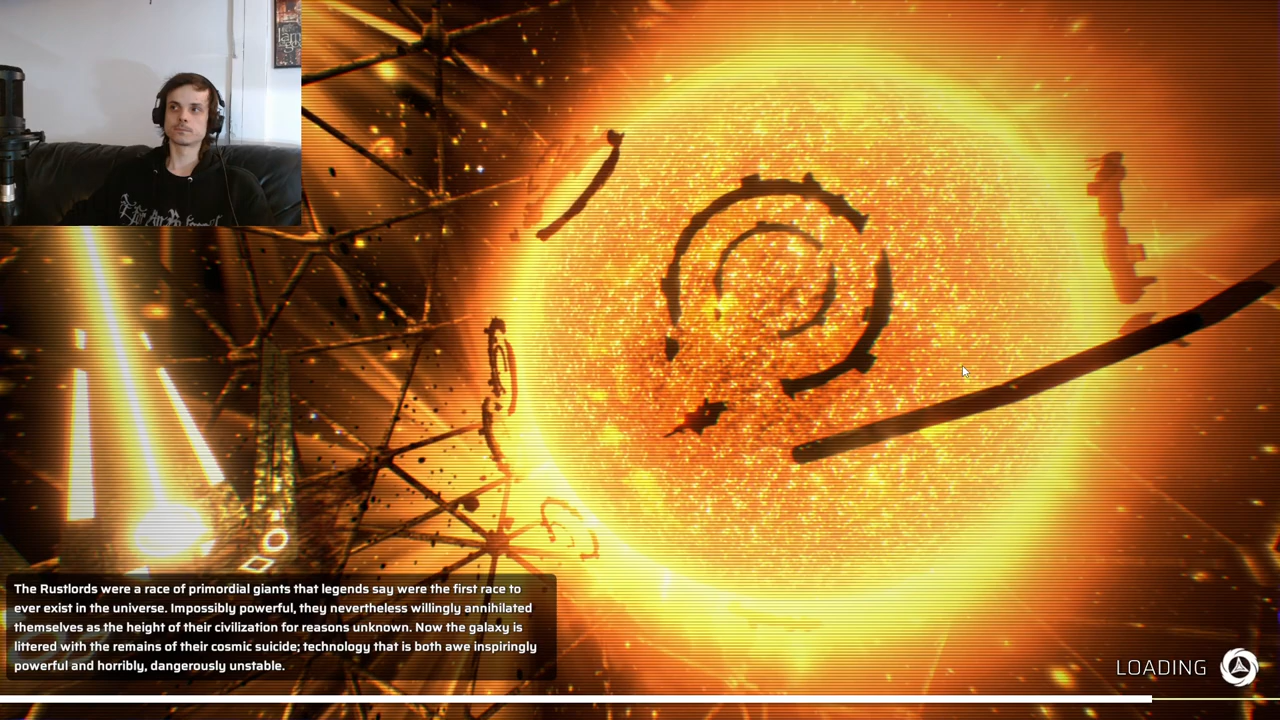 The Rustlords were a race of primordial giants that legends say were the first race to
ever exist in the universe. Impossibly powerful, they nevertheless willingly annihilated
themselves as the height of their civilization for reasons unknown. Now the galaxy is
littered with the remains of their cosmic suicide; technology that is both awe inspiringly
powerful and horribly, dangerously unstable.
LOADING